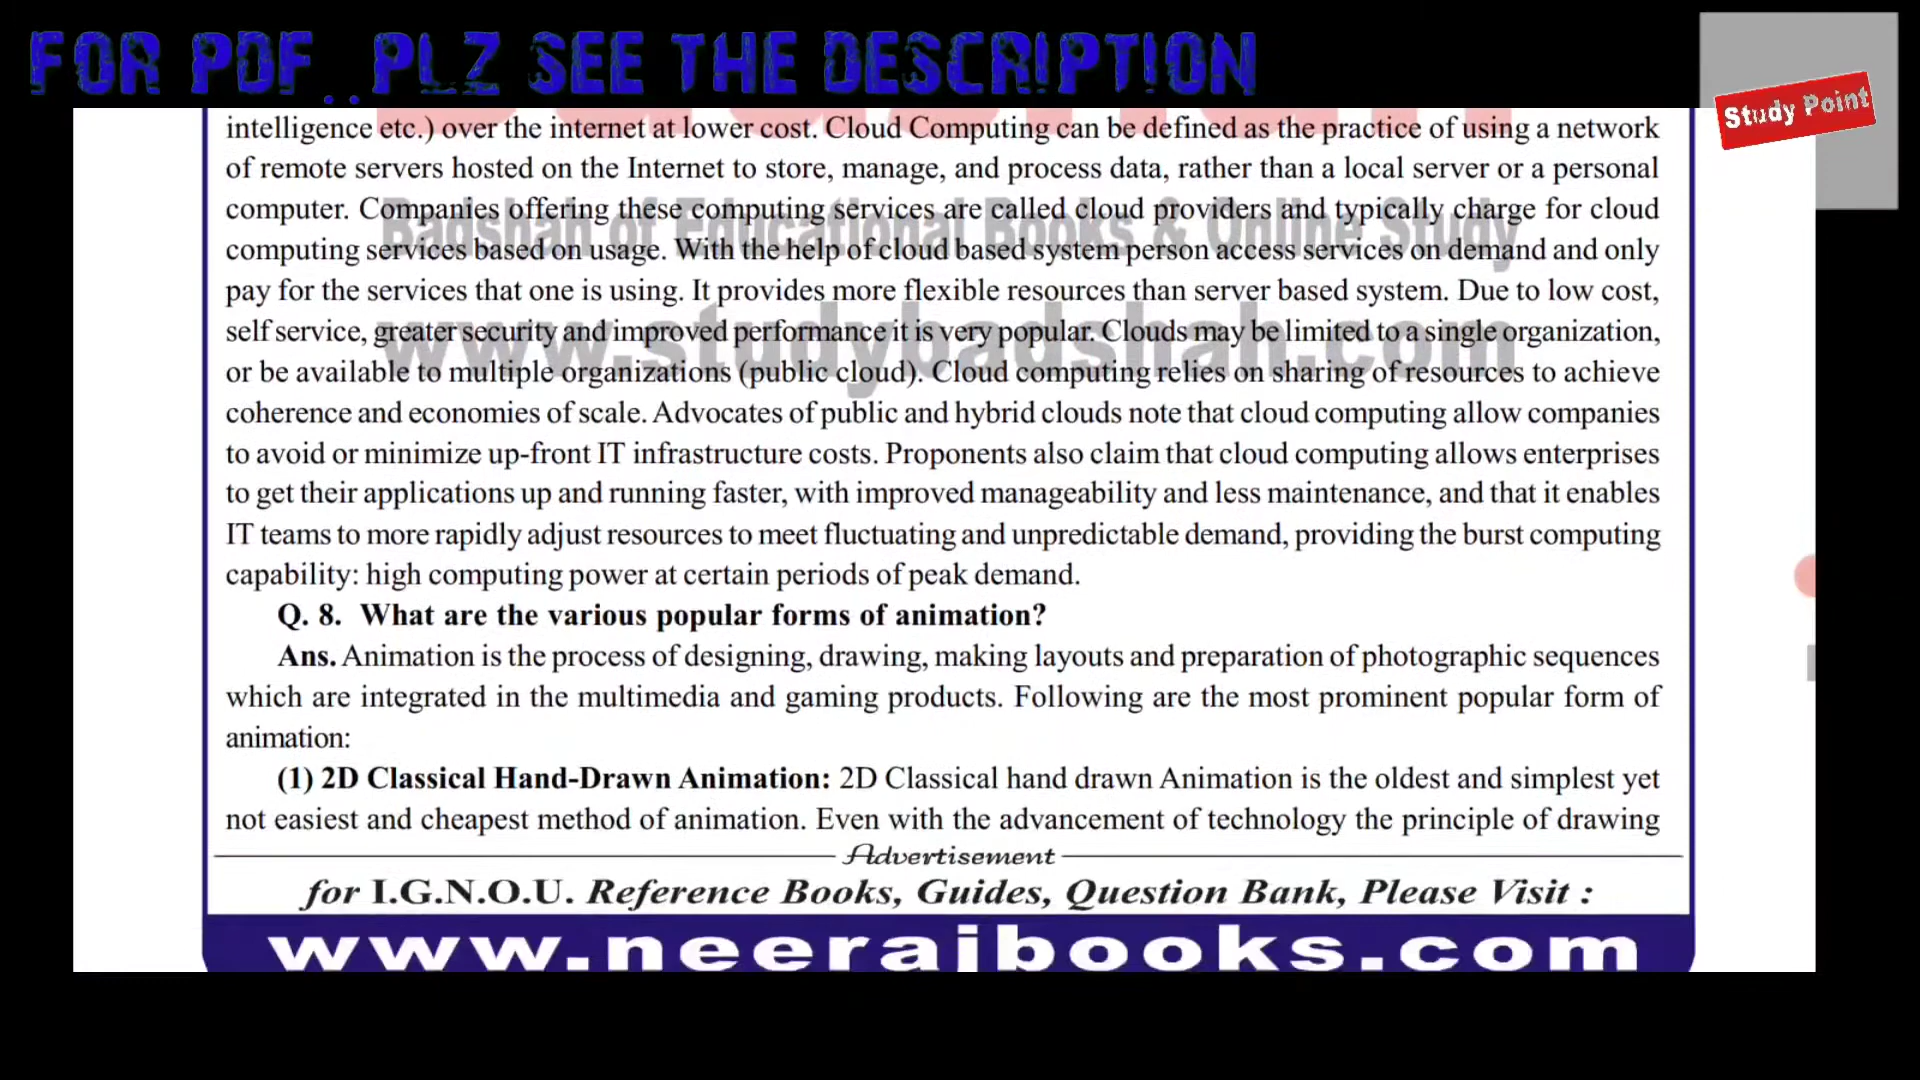 FOR PDF..PLZ SEE THE DESCRIPTION
Study Point
intelligence etc.) over the internet at lower cost. Cloud Computing can be defined as the practice of using a network
of remote servers hosted on the Internet to store, manage, and process data, rather than a local server or a personal
computer. Companies offering these computing services are called cloud providers and typically charge for cloud
computing services based on usage. With the help of cloud based system person access services on demand and only
pay for the services that one is using. It provides more flexible resources than server based system. Due to low cost,
self service, greater security and improved performance it is very popular. Clouds may be limited to a single organization,
or be available to multiple organizations (public cloud). Cloud computing relies on sharing of resources to achieve
coherence and economies of scale. Advocates of public and hybrid clouds note that cloud computing allow companies
to avoid or minimize up-front IT infrastructure costs. Proponents also claim that cloud computing allows enterprises
to get their applications up and running faster, with improved manageability and less maintenance, and that it enables
IT teams to more rapidly adjust resources to meet fluctuating and unpredictable demand, providing the burst computing
capability: high computing power at certain periods of peak demand.
Q. 8. What are the various popular forms of animation?
Ans. Animation is the process of designing, drawing, making layouts and preparation of photographic sequences
which are integrated in the multimedia and gaming products. Following are the most prominent popular form of
animation:
(1) 2D Classical Hand-Drawn Animation: 2D Classical hand drawn Animation is the oldest and simplest yet
not easiest and cheapest method of animation. Even with the advancement of technology the principle of drawing
Advertisement
for I.G.N.O.U. Reference Books, Guides, Question Bank, Please Visit :
www.neerajbooks.com
Badshah of Educational Books & Online Study
www.studybadshah.com